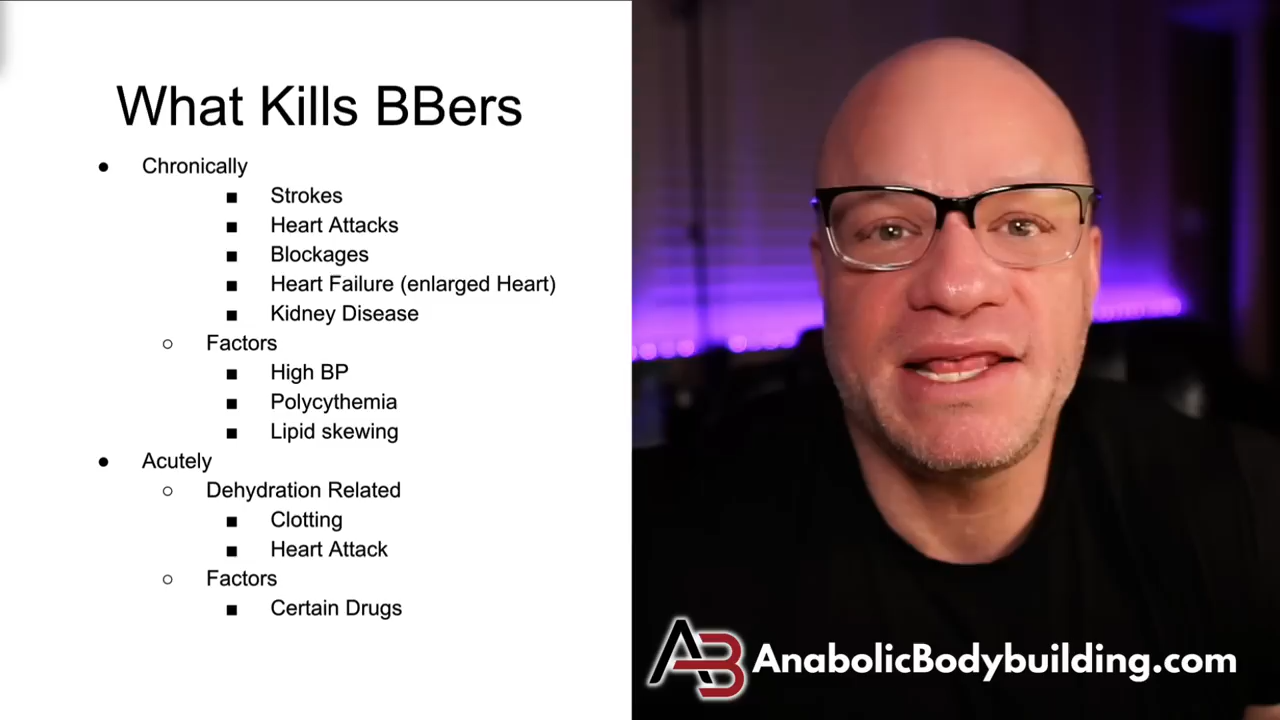 What Kills BBers
● Chronically
■ Strokes
■ Heart Attacks
■ Blockages
■ Heart Failure (enlarged Heart)
■ Kidney Disease
○ Factors
■ High BP
■ Polycythemia
■ Lipid skewing
● Acutely
○ Dehydration Related
■ Clotting
■ Heart Attack
○ Factors
■ Certain Drugs
AB AnabolicBodybuilding.com